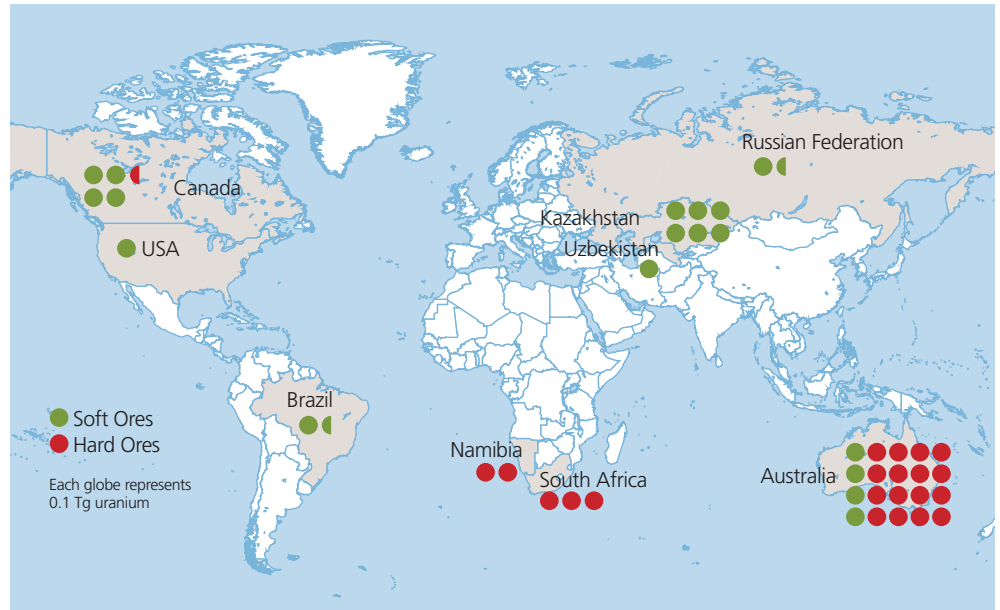 Russian Federation
Canada
Kazakhstan
USA
Uzbekistan
Brazil
Soft Ores
Hard Ores
Namibia
South Africa
Australia
Each globe represents
0.1 Tg uranium